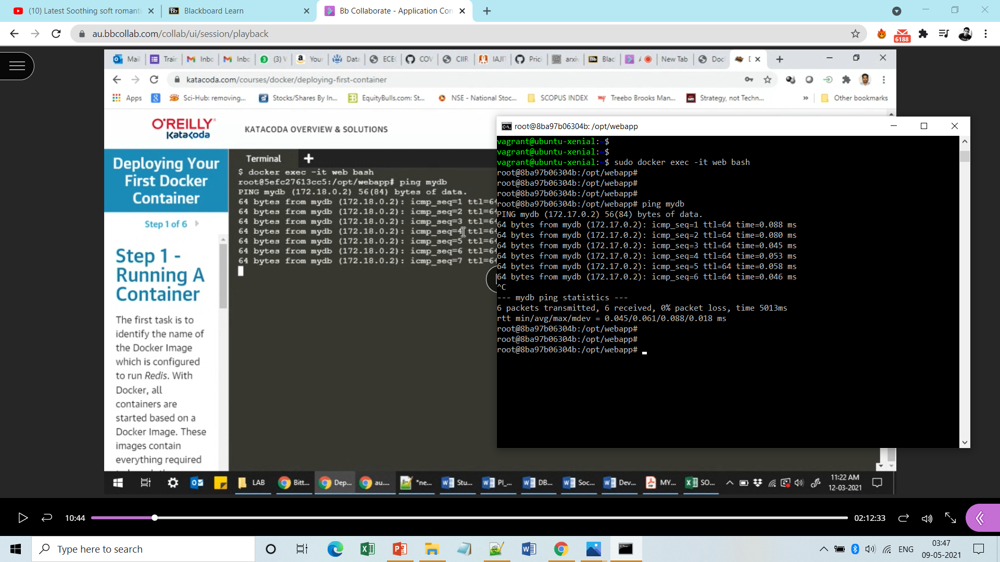 (10) Latest Soothing soft romanti
Blackboard Learn
Bb Collaborate - Application Con
au.bbcollab.com/collab/ui/session/playback
6188
Mail
Trair
Inbc
Inbc
(3) V
Your
Data
ECE
COV
CIIR
IAJI
Prici
arxiv
Blac
New Tab
Doc
katacoda.com/courses/docker/deploying-first-container
Apps
Sci-Hub: removing...
Stocks/Shares By In...
EquityBulls.com: St...
NSE - National Stoc...
SCOPUS INDEX
Treebo Brooks Man...
Strategy, not Techn...
»
Other bookmarks
O'REILLY
Katacoda
KATACODA OVERVIEW & SOLUTIONS
Deploying Your
First Docker
Container
Step 1 of 6
Step 1 -
Running A
Container
The first task is to
identify the name of
the Docker Image
which is configured
to run Redis. With
Docker, all
containers are
started based on a
Docker Image. These
images contain
everything required
Terminal
$ docker exec -it web bash
root@5efc27613cc5:/opt/webapp# ping mydb
PING mydb (172.18.0.2) 56(84) bytes of data.
64 bytes from mydb (172.18.0.2): icmp_seq=1 ttl=64
64 bytes from mydb (172.18.0.2): icmp_seq=2 ttl=64
64 bytes from mydb (172.18.0.2): icmp_seq=3 ttl=64
64 bytes from mydb (172.18.0.2): icmp_seq=4 ttl=64
64 bytes from mydb (172.18.0.2): icmp_seq=5 ttl=64
64 bytes from mydb (172.18.0.2): icmp_seq=6 ttl=64
64 bytes from mydb (172.18.0.2): icmp_seq=7 ttl=64
root@8ba97b06304b: /opt/webapp
vagrant@ubuntu-xenial:~$
vagrant@ubuntu-xenial:~$
vagrant@ubuntu-xenial:~$ sudo docker exec -it web bash
root@8ba97b06304b:/opt/webapp#
root@8ba97b06304b:/opt/webapp#
root@8ba97b06304b:/opt/webapp#
root@8ba97b06304b:/opt/webapp# ping mydb
PING mydb (172.17.0.2) 56(84) bytes of data.
64 bytes from mydb (172.17.0.2): icmp_seq=1 ttl=64 time=0.088 ms
64 bytes from mydb (172.17.0.2): icmp_seq=2 ttl=64 time=0.080 ms
64 bytes from mydb (172.17.0.2): icmp_seq=3 ttl=64 time=0.045 ms
64 bytes from mydb (172.17.0.2): icmp_seq=4 ttl=64 time=0.053 ms
64 bytes from mydb (172.17.0.2): icmp_seq=5 ttl=64 time=0.058 ms
64 bytes from mydb (172.17.0.2): icmp_seq=6 ttl=64 time=0.046 ms
^C
--- mydb ping statistics ---
6 packets transmitted, 6 received, 0% packet loss, time 5013ms
rtt min/avg/max/mdev = 0.045/0.061/0.088/0.018 ms
root@8ba97b06304b:/opt/webapp#
root@8ba97b06304b:/opt/webapp#
root@8ba97b06304b:/opt/webapp#
LAB
Bitt...
Dep...
au....
*ne...
Stu...
PI_...
DB...
Soc...
Dev...
MY...
SO...
11:22 AM
12-03-2021
10:44
02:12:33
Type here to search
ENG
03:47
09-05-2021